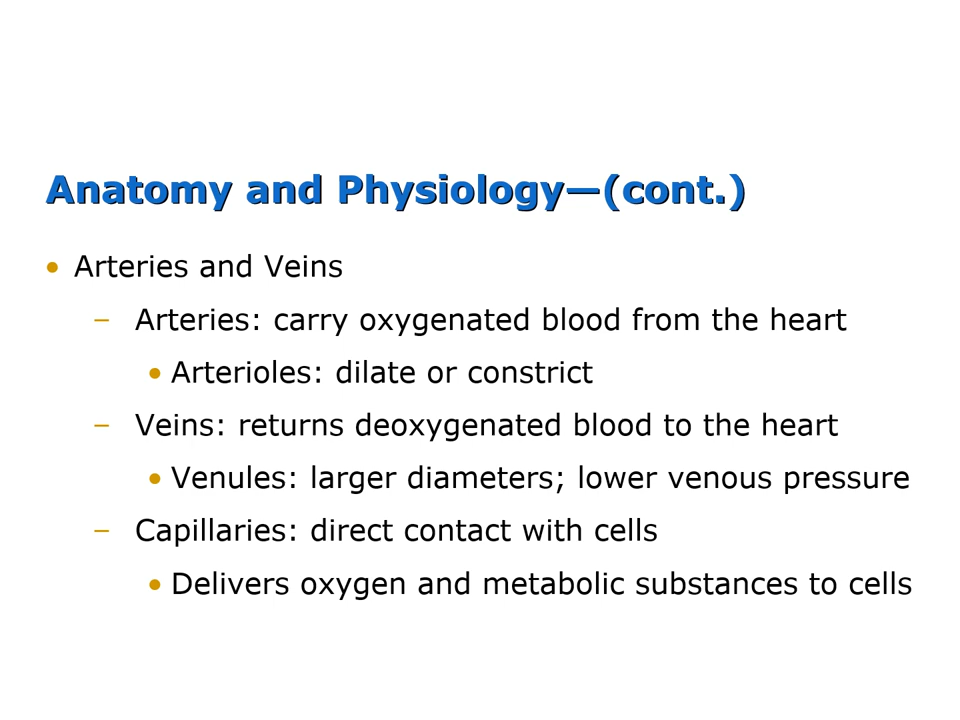 Anatomy and Physiology—(cont.)
• Arteries and Veins
– Arteries: carry oxygenated blood from the heart
• Arterioles: dilate or constrict
– Veins: returns deoxygenated blood to the heart
• Venules: larger diameters; lower venous pressure
– Capillaries: direct contact with cells
• Delivers oxygen and metabolic substances to cells